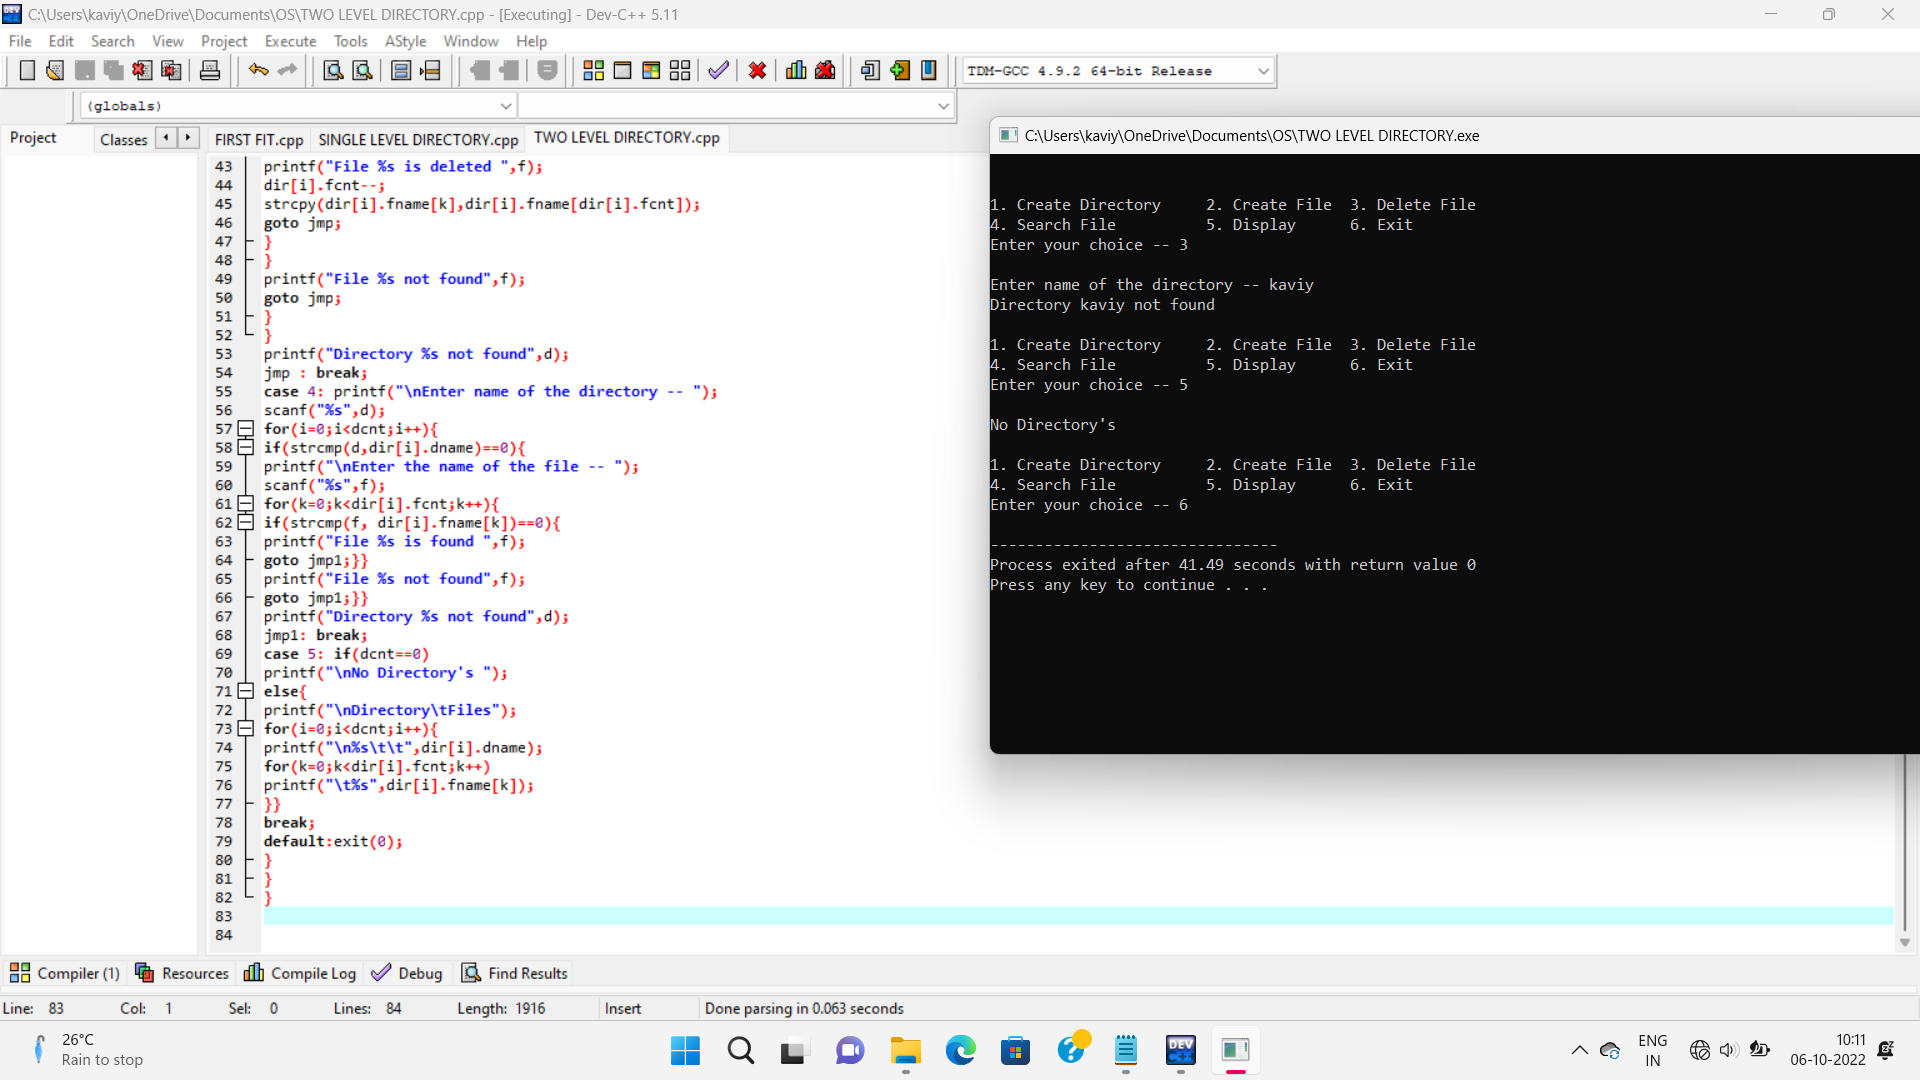 C:\Users\kaviy\OneDrive\Documents\OS\TWO LEVEL DIRECTORY.cpp - [Executing] - Dev-C++ 5.11
File Edit Search View Project Execute Tools AStyle Window Help
TDM-GCC 4.9.2 64-bit Release
(globals)
Project Classes FIRST FIT.cpp SINGLE LEVEL DIRECTORY.cpp TWO LEVEL DIRECTORY.cpp
43 printf("File %s is deleted ",f);
44 dir[i].fcnt--;
45 strcpy(dir[i].fname[k],dir[i].fname[dir[i].fcnt]);
46 goto jmp;
47 }
48 }
49 printf("File %s not found",f);
50 goto jmp;
51 }
52 }
53 printf("Directory %s not found",d);
54 jmp : break;
55 case 4: printf("\nEnter name of the directory -- ");
56 scanf("%s",d);
57 for(i=0;i<dcnt;i++){
58 if(strcmp(d,dir[i].dname)==0){
59 printf("\nEnter the name of the file -- ");
60 scanf("%s",f);
61 for(k=0;k<dir[i].fcnt;k++){
62 if(strcmp(f, dir[i].fname[k])==0){
63 printf("File %s is found ",f);
64 goto jmp1;}}
65 printf("File %s not found",f);
66 goto jmp1;}}
67 printf("Directory %s not found",d);
68 jmp1: break;
69 case 5: if(dcnt==0)
70 printf("\nNo Directory's ");
71 else{
72 printf("\nDirectory\tFiles");
73 for(i=0;i<dcnt;i++){
74 printf("\n%s\t\t",dir[i].dname);
75 for(k=0;k<dir[i].fcnt;k++)
76 printf("\t%s",dir[i].fname[k]);
77 }}
78 break;
79 default:exit(0);
80 }
81 }
82 }
83
84
C:\Users\kaviy\OneDrive\Documents\OS\TWO LEVEL DIRECTORY.exe
1. Create Directory 2. Create File 3. Delete File
4. Search File 5. Display 6. Exit
Enter your choice -- 3
Enter name of the directory -- kaviy
Directory kaviy not found
1. Create Directory 2. Create File 3. Delete File
4. Search File 5. Display 6. Exit
Enter your choice -- 5
No Directory's
1. Create Directory 2. Create File 3. Delete File
4. Search File 5. Display 6. Exit
Enter your choice -- 6
--------------------------------
Process exited after 41.49 seconds with return value 0
Press any key to continue . . .
Compiler (1) Resources Compile Log Debug Find Results
Line: 83 Col: 1 Sel: 0 Lines: 84 Length: 1916 Insert Done parsing in 0.063 seconds
26°C
Rain to stop
DEV
ENG
IN
10:11
06-10-2022